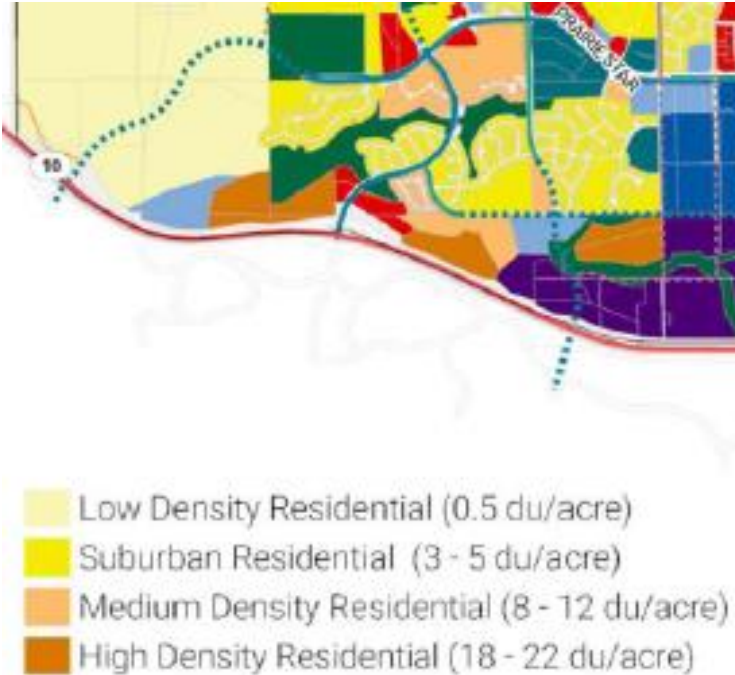 PRAIRIE STAR
10
Low Density Residential (0.5 du/acre)
Suburban Residential (3 - 5 du/acre)
Medium Density Residential (8 - 12 du/acre)
High Density Residential (18 - 22 du/acre)